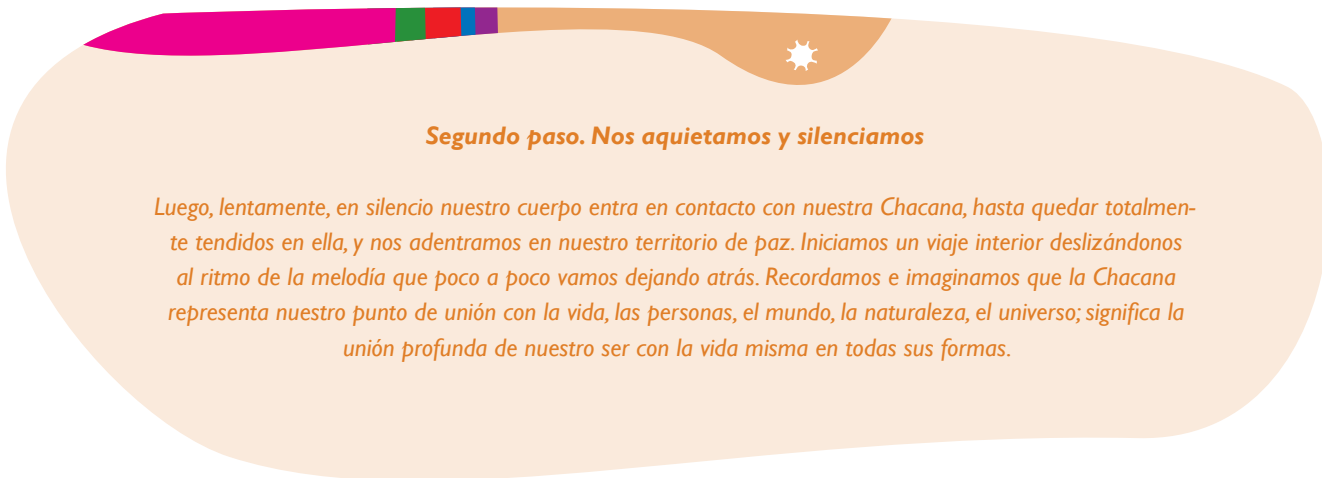 Segundo paso. Nos aquietamos y silenciamos
Luego, lentamente, en silencio nuestro cuerpo entra en contacto con nuestra Chacana, hasta quedar totalmen-
te tendidos en ella, y nos adentramos en nuestro territorio de paz. Iniciamos un viaje interior deslizándonos
al ritmo de la melodía que poco a poco vamos dejando atrás. Recordamos e imaginamos que la Chacana
representa nuestro punto de unión con la vida, las personas, el mundo, la naturaleza, el universo; significa la
unión profunda de nuestro ser con la vida misma en todas sus formas.